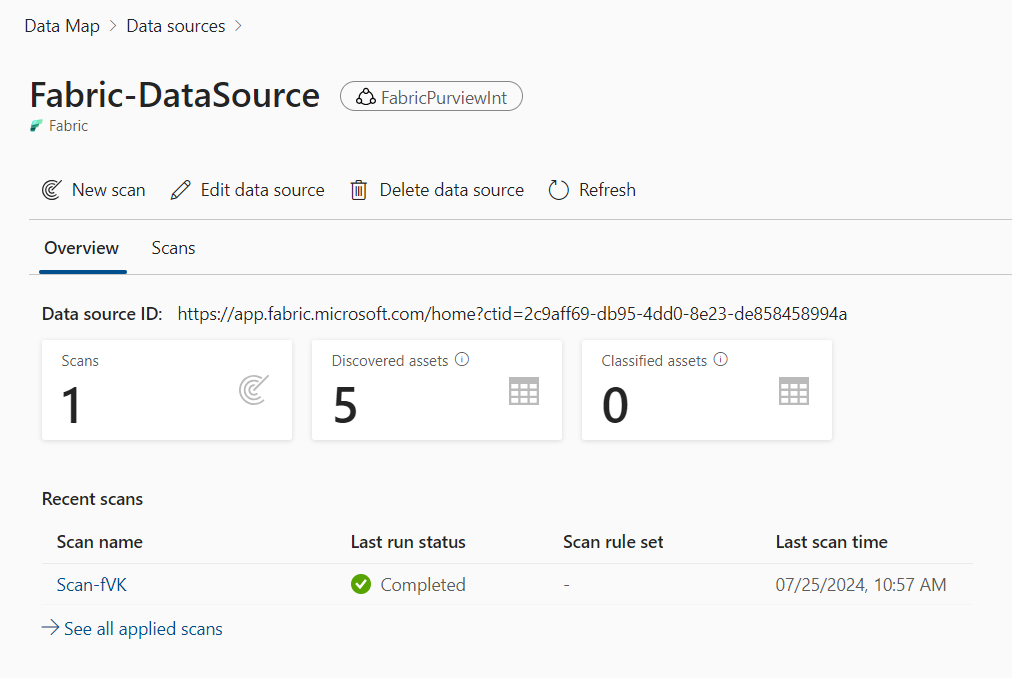 Data Map > Data sources >
Fabric-DataSource FabricPurviewInt
Fabric
New scan Edit data source Delete data source Refresh
Overview Scans
Data source ID: https://app.fabric.microsoft.com/home?ctid=2c9aff69-db95-4dd0-8e23-de858458994a
Scans Discovered assets Classified assets
1 5 0
Recent scans
Scan name Last run status Scan rule set Last scan time
Scan-fVK Completed - 07/25/2024, 10:57 AM
See all applied scans